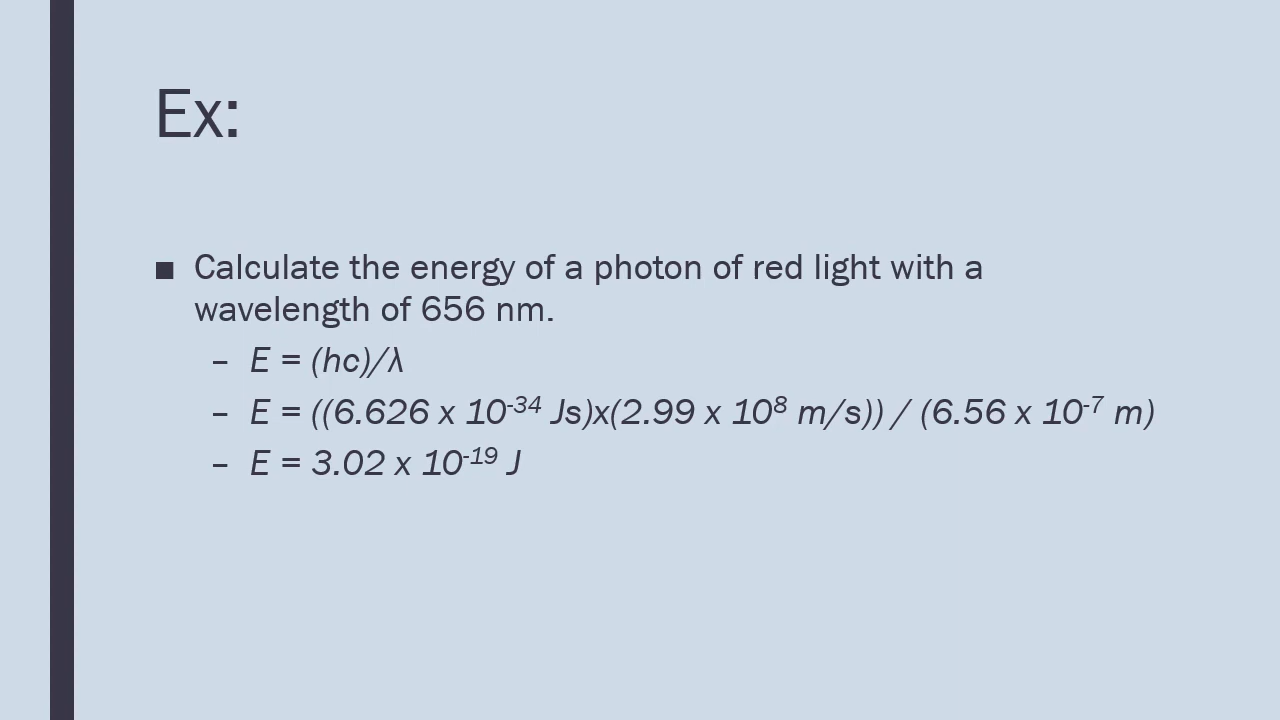 Ex:
■ Calculate the energy of a photon of red light with a
wavelength of 656 nm.
– E = (hc)/λ
– E = ((6.626 x 10⁻³⁴ Js)x(2.99 x 10⁸ m/s)) / (6.56 x 10⁻⁷ m)
– E = 3.02 x 10⁻¹⁹ J